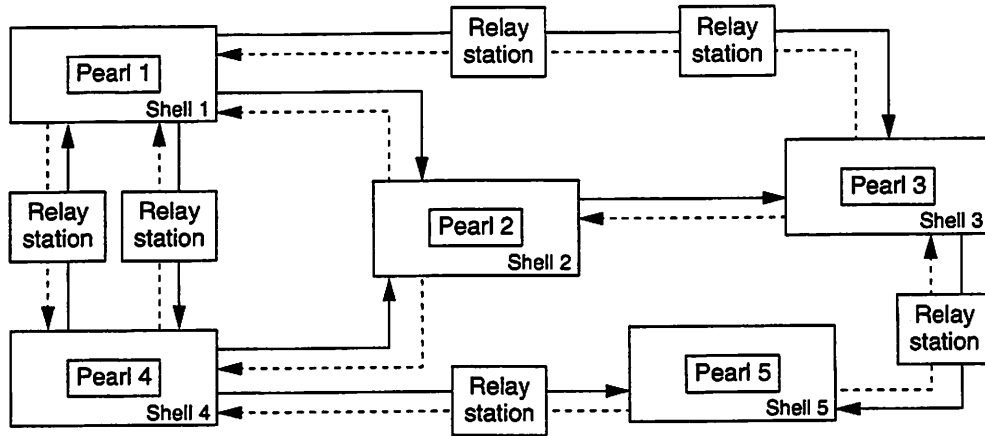 Relay
station
Relay
station
Pearl 1
Shell 1
Relay
station
Relay
station
Pearl 2
Shell 2
Pearl 3
Shell 3
Relay
station
Pearl 4
Shell 4
Relay
station
Pearl 5
Shell 5